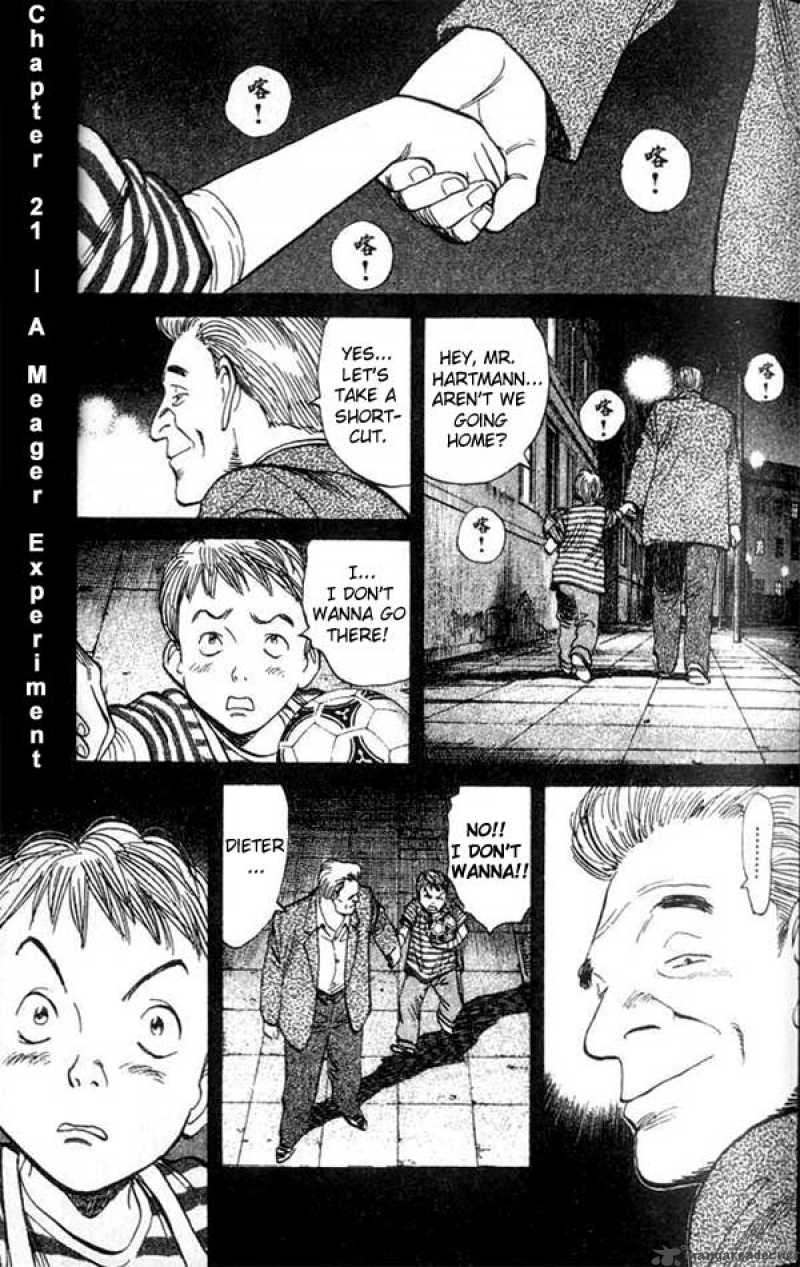 Chapter 21 | A Meager Experiment
喀!
喀!
喀!
HEY, MR.
HARTMANN...
AREN'T WE
GOING
HOME?
喀!
喀!
喀!
YES...
LET'S
TAKE A
SHORT-
CUT.
I...
I DON'T
WANNA GO
THERE!
.......
NO!!
I DON'T
WANNA!!
DIETER
...